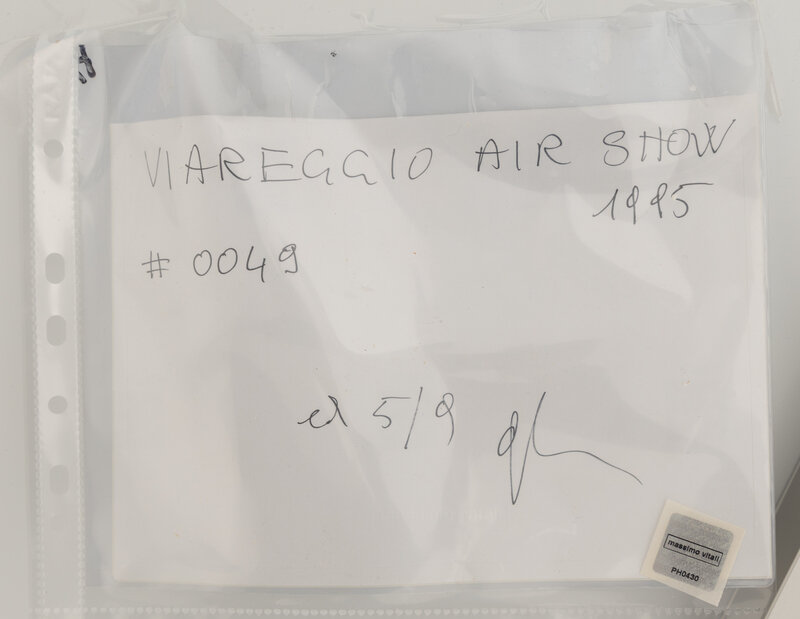 VIAREGGIO AIR SHOW
1995
# 0049
ed 5/9
massimo vitali
PH0430